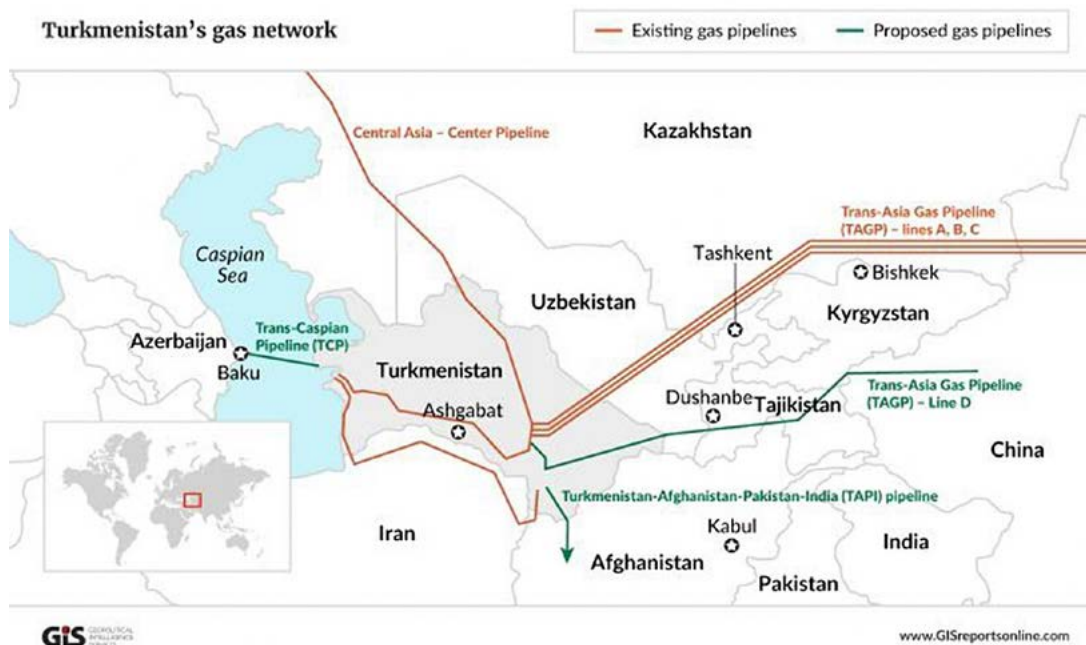 Turkmenistan's gas network
Existing gas pipelines
Proposed gas pipelines
Kazakhstan
Central Asia – Center Pipeline
Trans-Asia Gas Pipeline
(TAGP) – lines A, B, C
Tashkent
Bishkek
Caspian
Sea
Uzbekistan
Kyrgyzstan
Trans-Caspian
Pipeline (TCP)
Azerbaijan
Baku
Turkmenistan
Ashgabat
Dushanbe
Tajikistan
Trans-Asia Gas Pipeline
(TAGP) – Line D
China
Turkmenistan-Afghanistan-Pakistan-India (TAPI) pipeline
Iran
Kabul
Afghanistan
India
Pakistan
GIS
GEOPOLITICAL
INTELLIGENCE
www.GISreportsonline.com